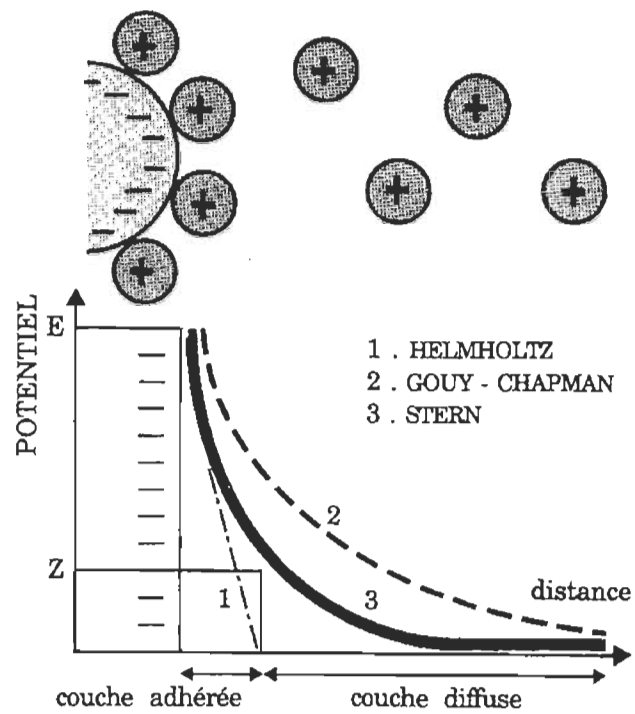 +
+
+
+
+
+
+
+
POTENTIEL
E
Z
1 . HELMHOLTZ
2 . GOUY - CHAPMAN
3 . STERN
2
1
3
distance
couche adhérée
couche diffuse